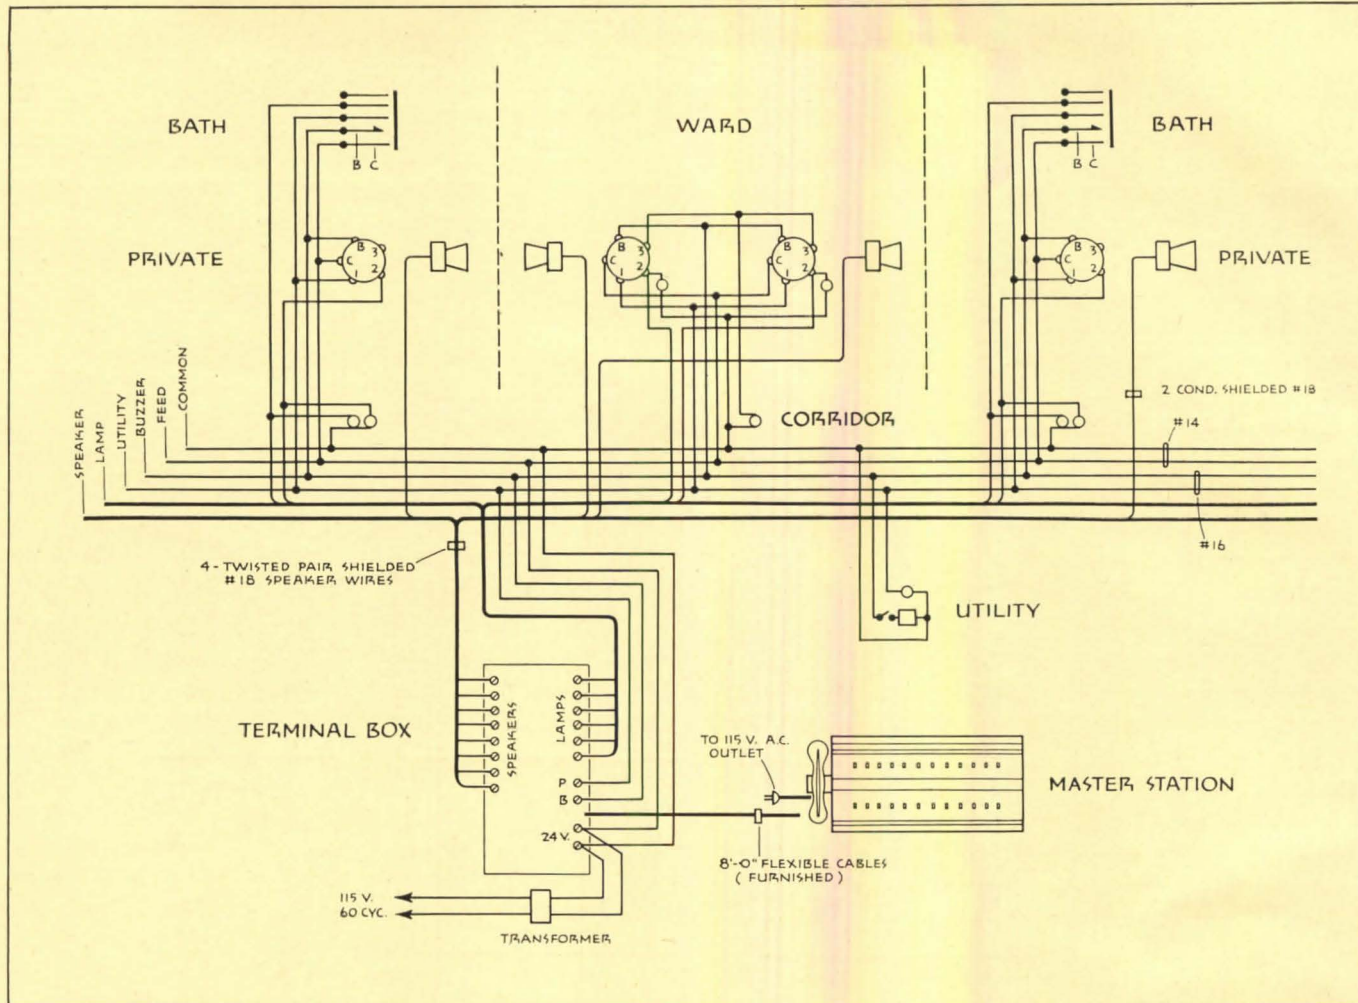 BATH
WARD
BATH
B C
B C
PRIVATE
B
3
C
1
2
B
3
C
1
2
B
3
C
1
2
B
3
C
1
2
PRIVATE
SPEAKER
LAMP
UTILITY
BUZZER
FEED
COMMON
2 COND. SHIELDED #18
CORRIDOR
#14
#16
4-TWISTED PAIR SHIELDED
#18 SPEAKER WIRES
UTILITY
TERMINAL BOX
SPEAKERS
LAMPS
P
B
24V.
TO 115 V. A.C.
OUTLET
MASTER STATION
8'-0" FLEXIBLE CABLES
( FURNISHED )
115 V.
60 CYC.
TRANSFORMER